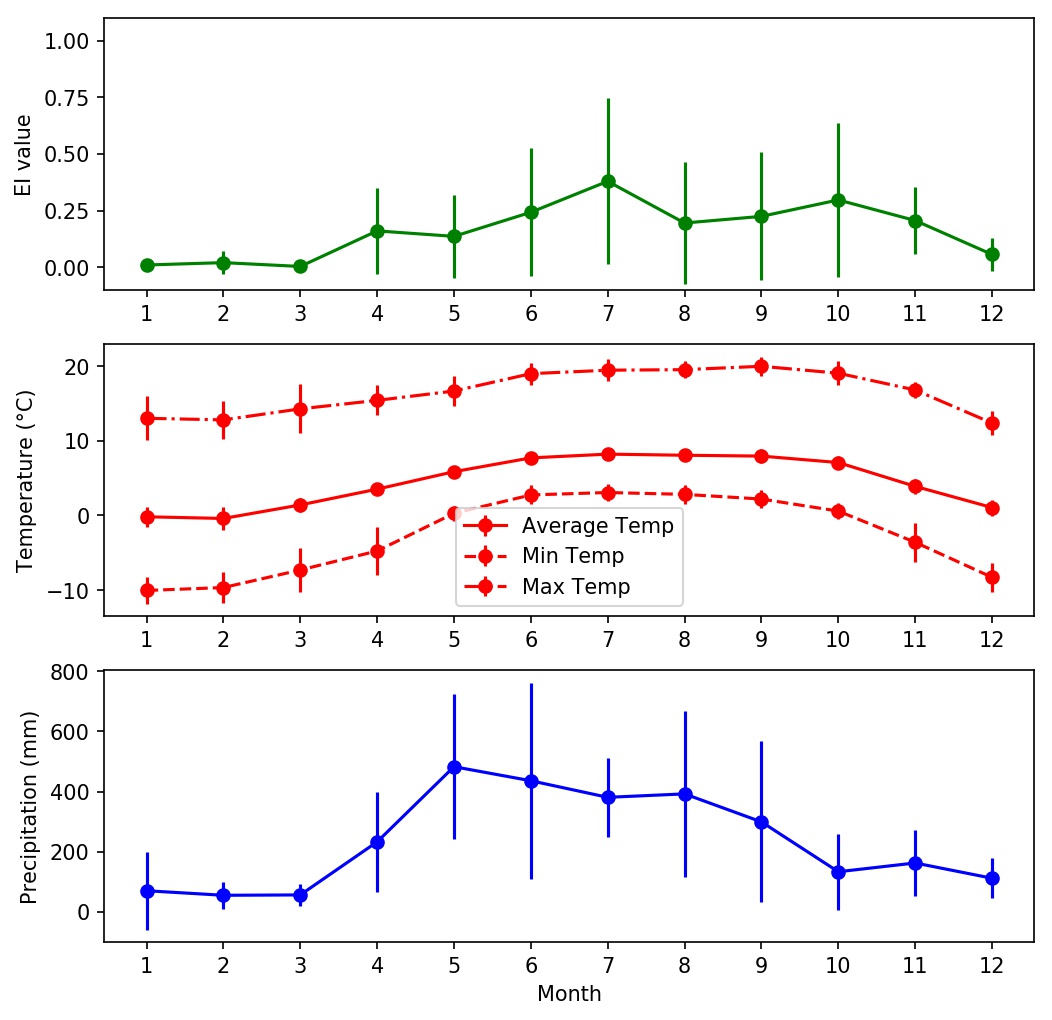 EI value
1.00
0.75
0.50
0.25
0.00
1 2 3 4 5 6 7 8 9 10 11 12
Temperature (°C)
20
10
0
−10
Average Temp
Min Temp
Max Temp
1 2 3 4 5 6 7 8 9 10 11 12
Precipitation (mm)
800
600
400
200
0
1 2 3 4 5 6 7 8 9 10 11 12
Month